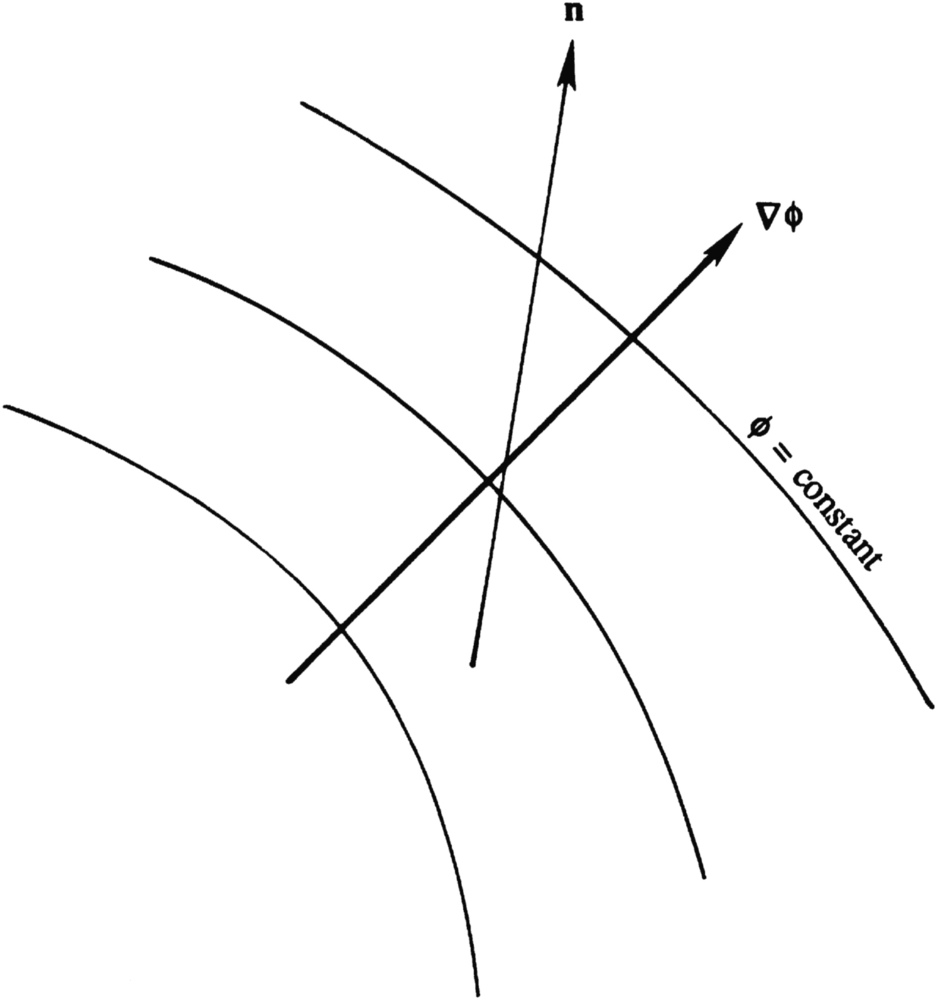 n
∇ϕ
ϕ = constant